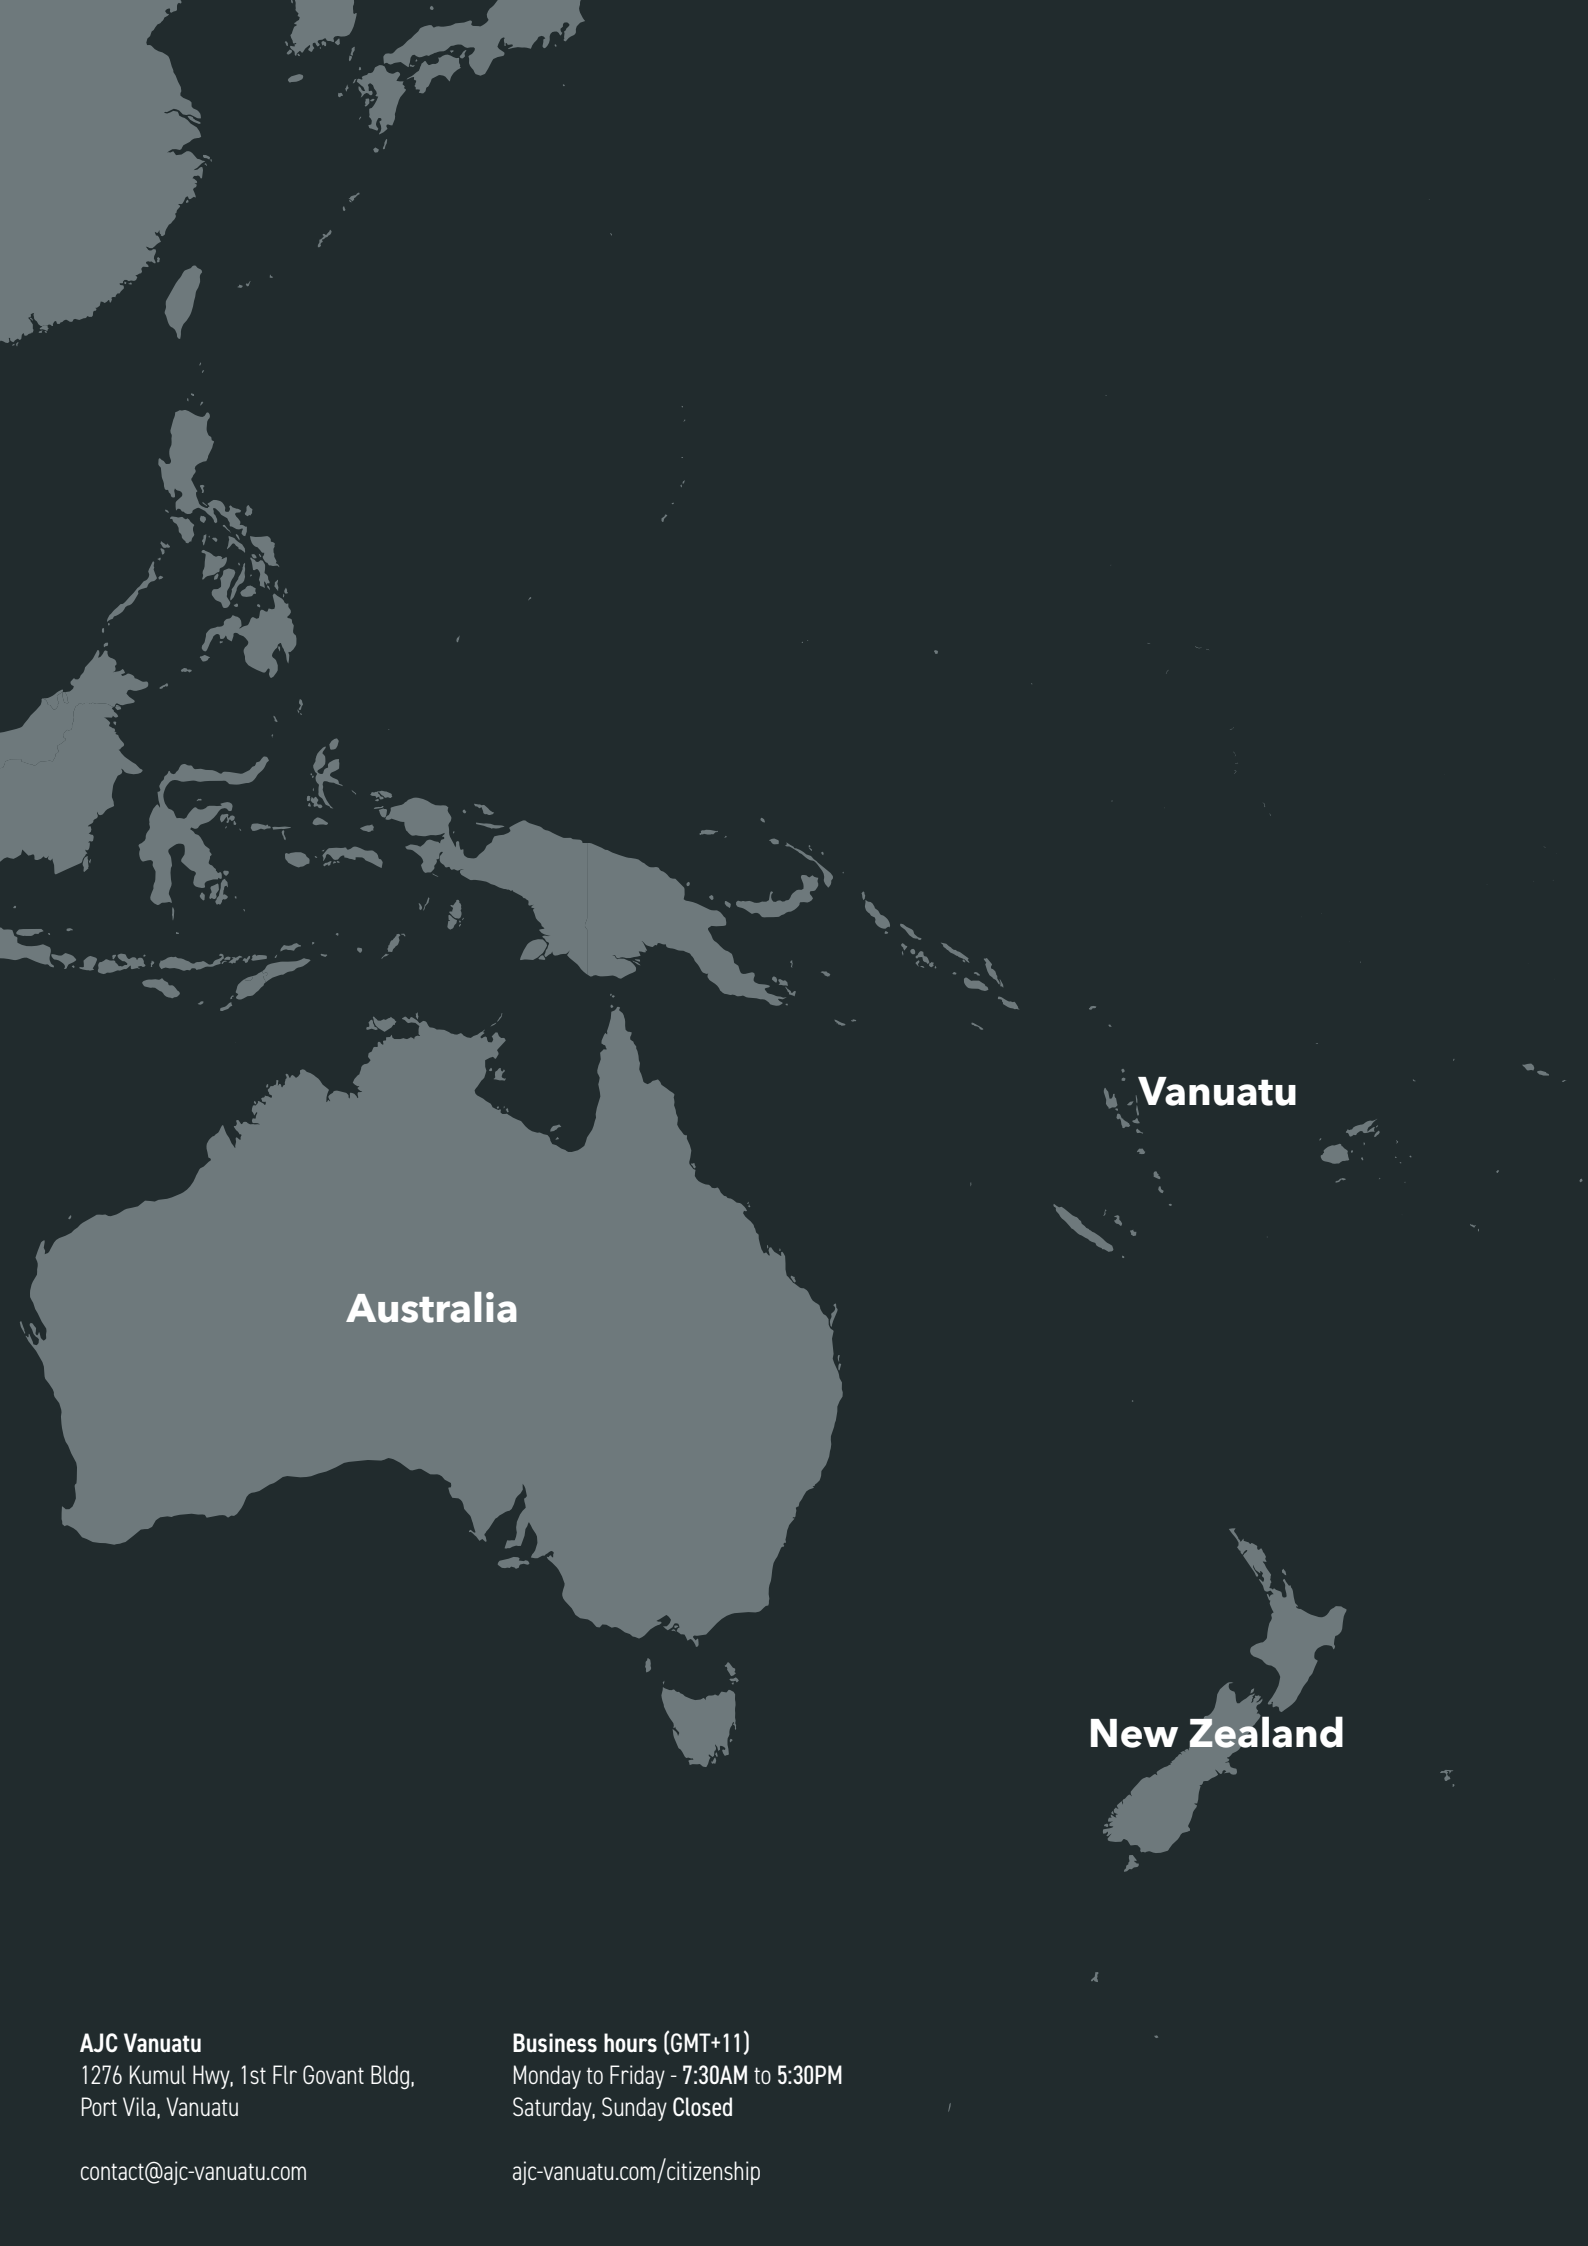 Vanuatu
Australia
New Zealand
AJC Vanuatu
1276 Kumul Hwy, 1st Flr Govant Bldg,
Port Vila, Vanuatu
contact@ajc-vanuatu.com
Business hours (GMT+11)
Monday to Friday - 7:30AM to 5:30PM
Saturday, Sunday Closed
ajc-vanuatu.com/citizenship